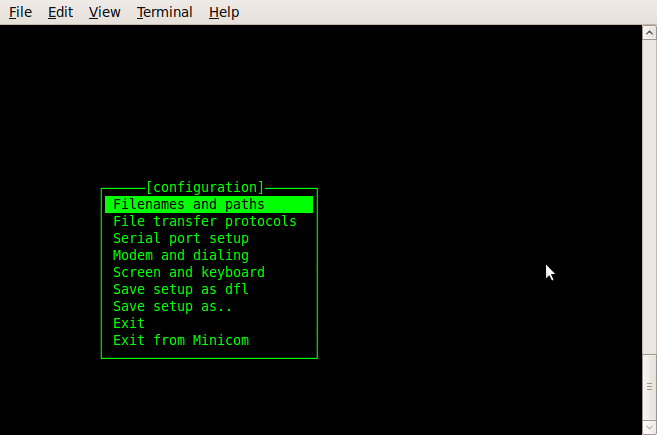 File Edit View Terminal Help
[configuration]
Filenames and paths
File transfer protocols
Serial port setup
Modem and dialing
Screen and keyboard
Save setup as dfl
Save setup as..
Exit
Exit from Minicom